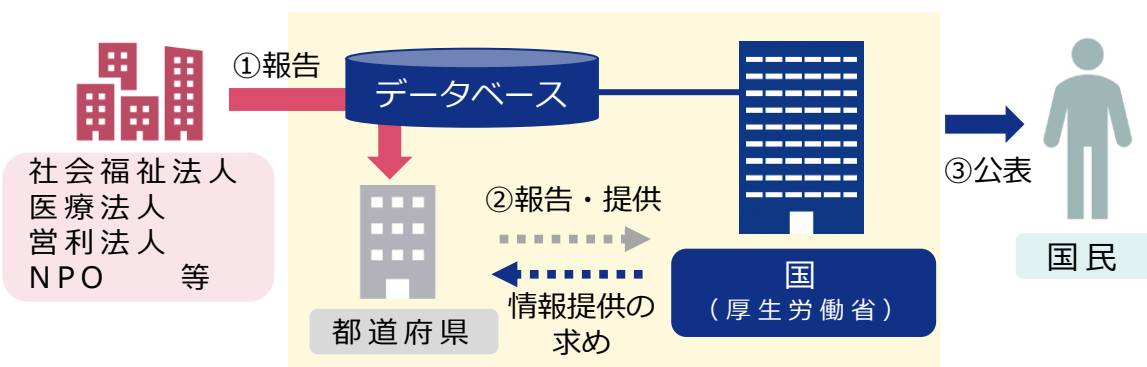 ①報告
データベース
社会福祉法人
医療法人
営利法人
NPO 等
②報告・提供
情報提供の
求め
都道府県
国
（厚生労働省）
③公表
国民